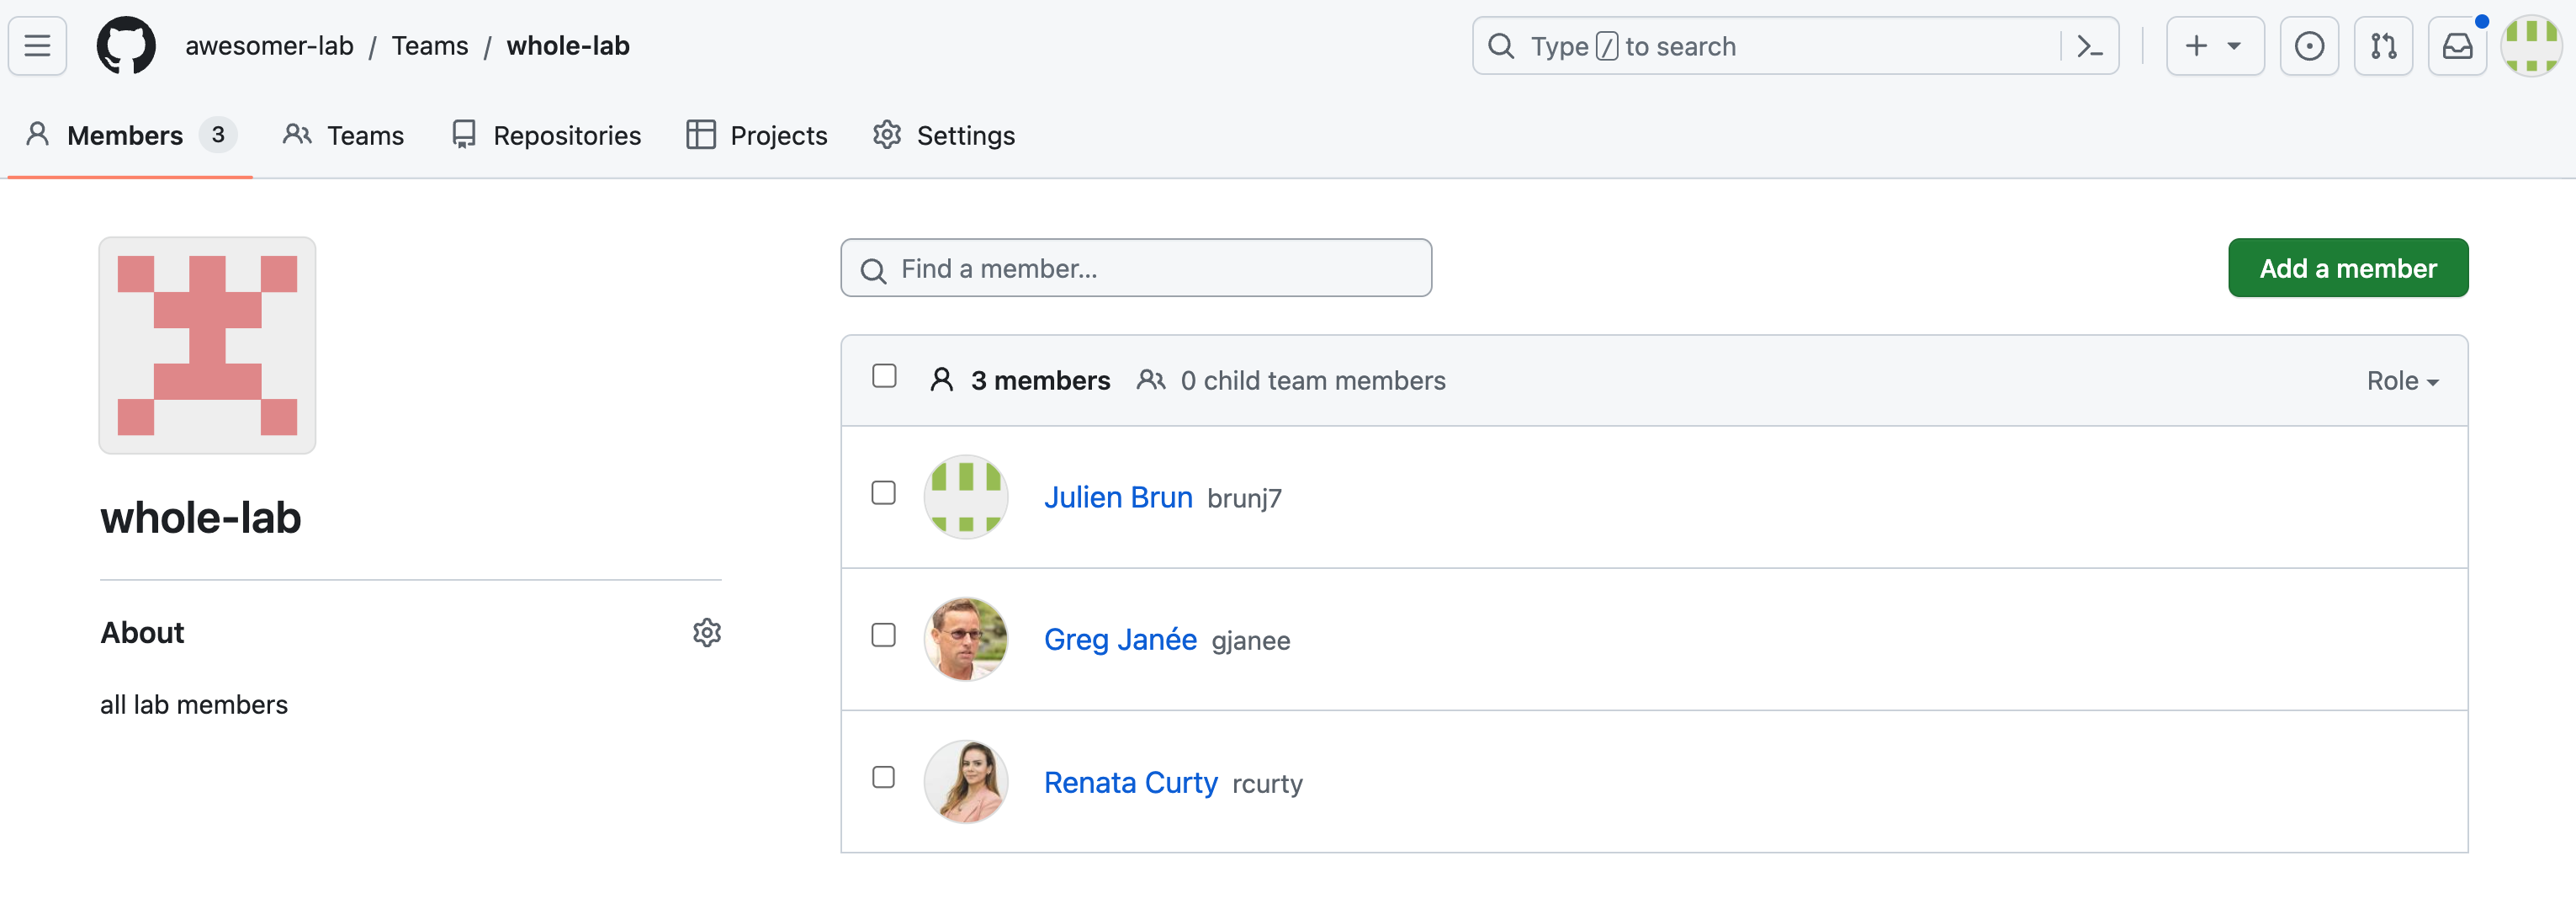 awesomer-lab / Teams / whole-lab
Type / to search
Members 3 Teams Repositories Projects Settings
Find a member...
Add a member
3 members 0 child team members Role
Julien Brun brunj7
Greg Janée gjanee
Renata Curty rcurty
whole-lab
About
all lab members